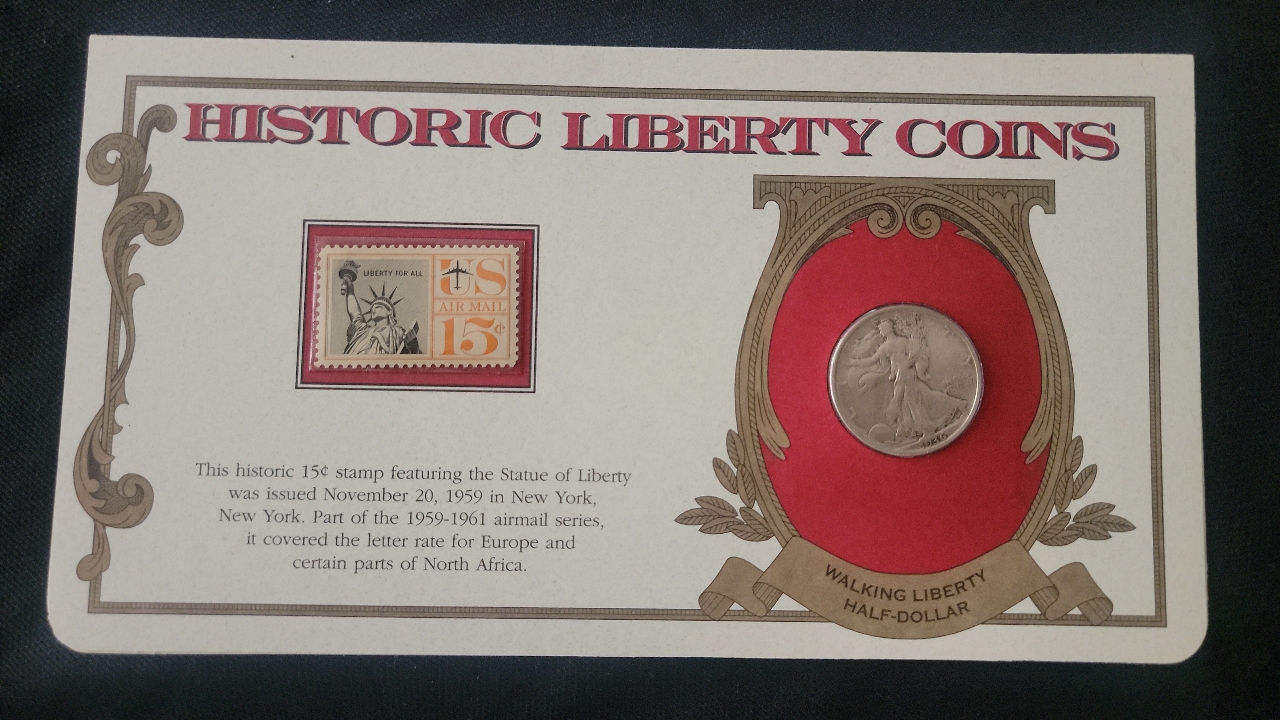 HISTORIC LIBERTY COINS
LIBERTY FOR ALL
US
AIR MAIL
15¢
This historic 15¢ stamp featuring the Statue of Liberty
was issued November 20, 1959 in New York,
New York. Part of the 1959-1961 airmail series,
it covered the letter rate for Europe and
certain parts of North Africa.
WALKING LIBERTY
HALF-DOLLAR